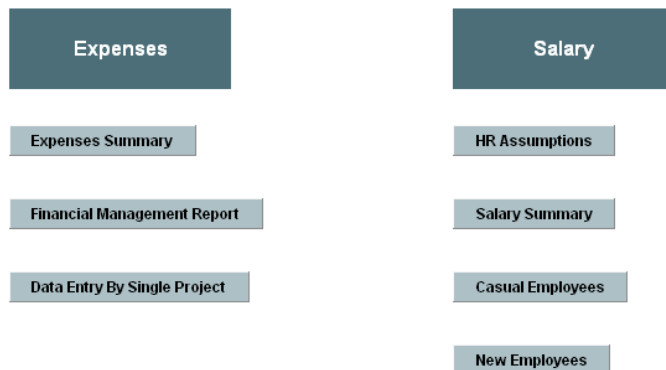 Expenses
Salary
Expenses Summary
HR Assumptions
Financial Management Report
Salary Summary
Data Entry By Single Project
Casual Employees
New Employees